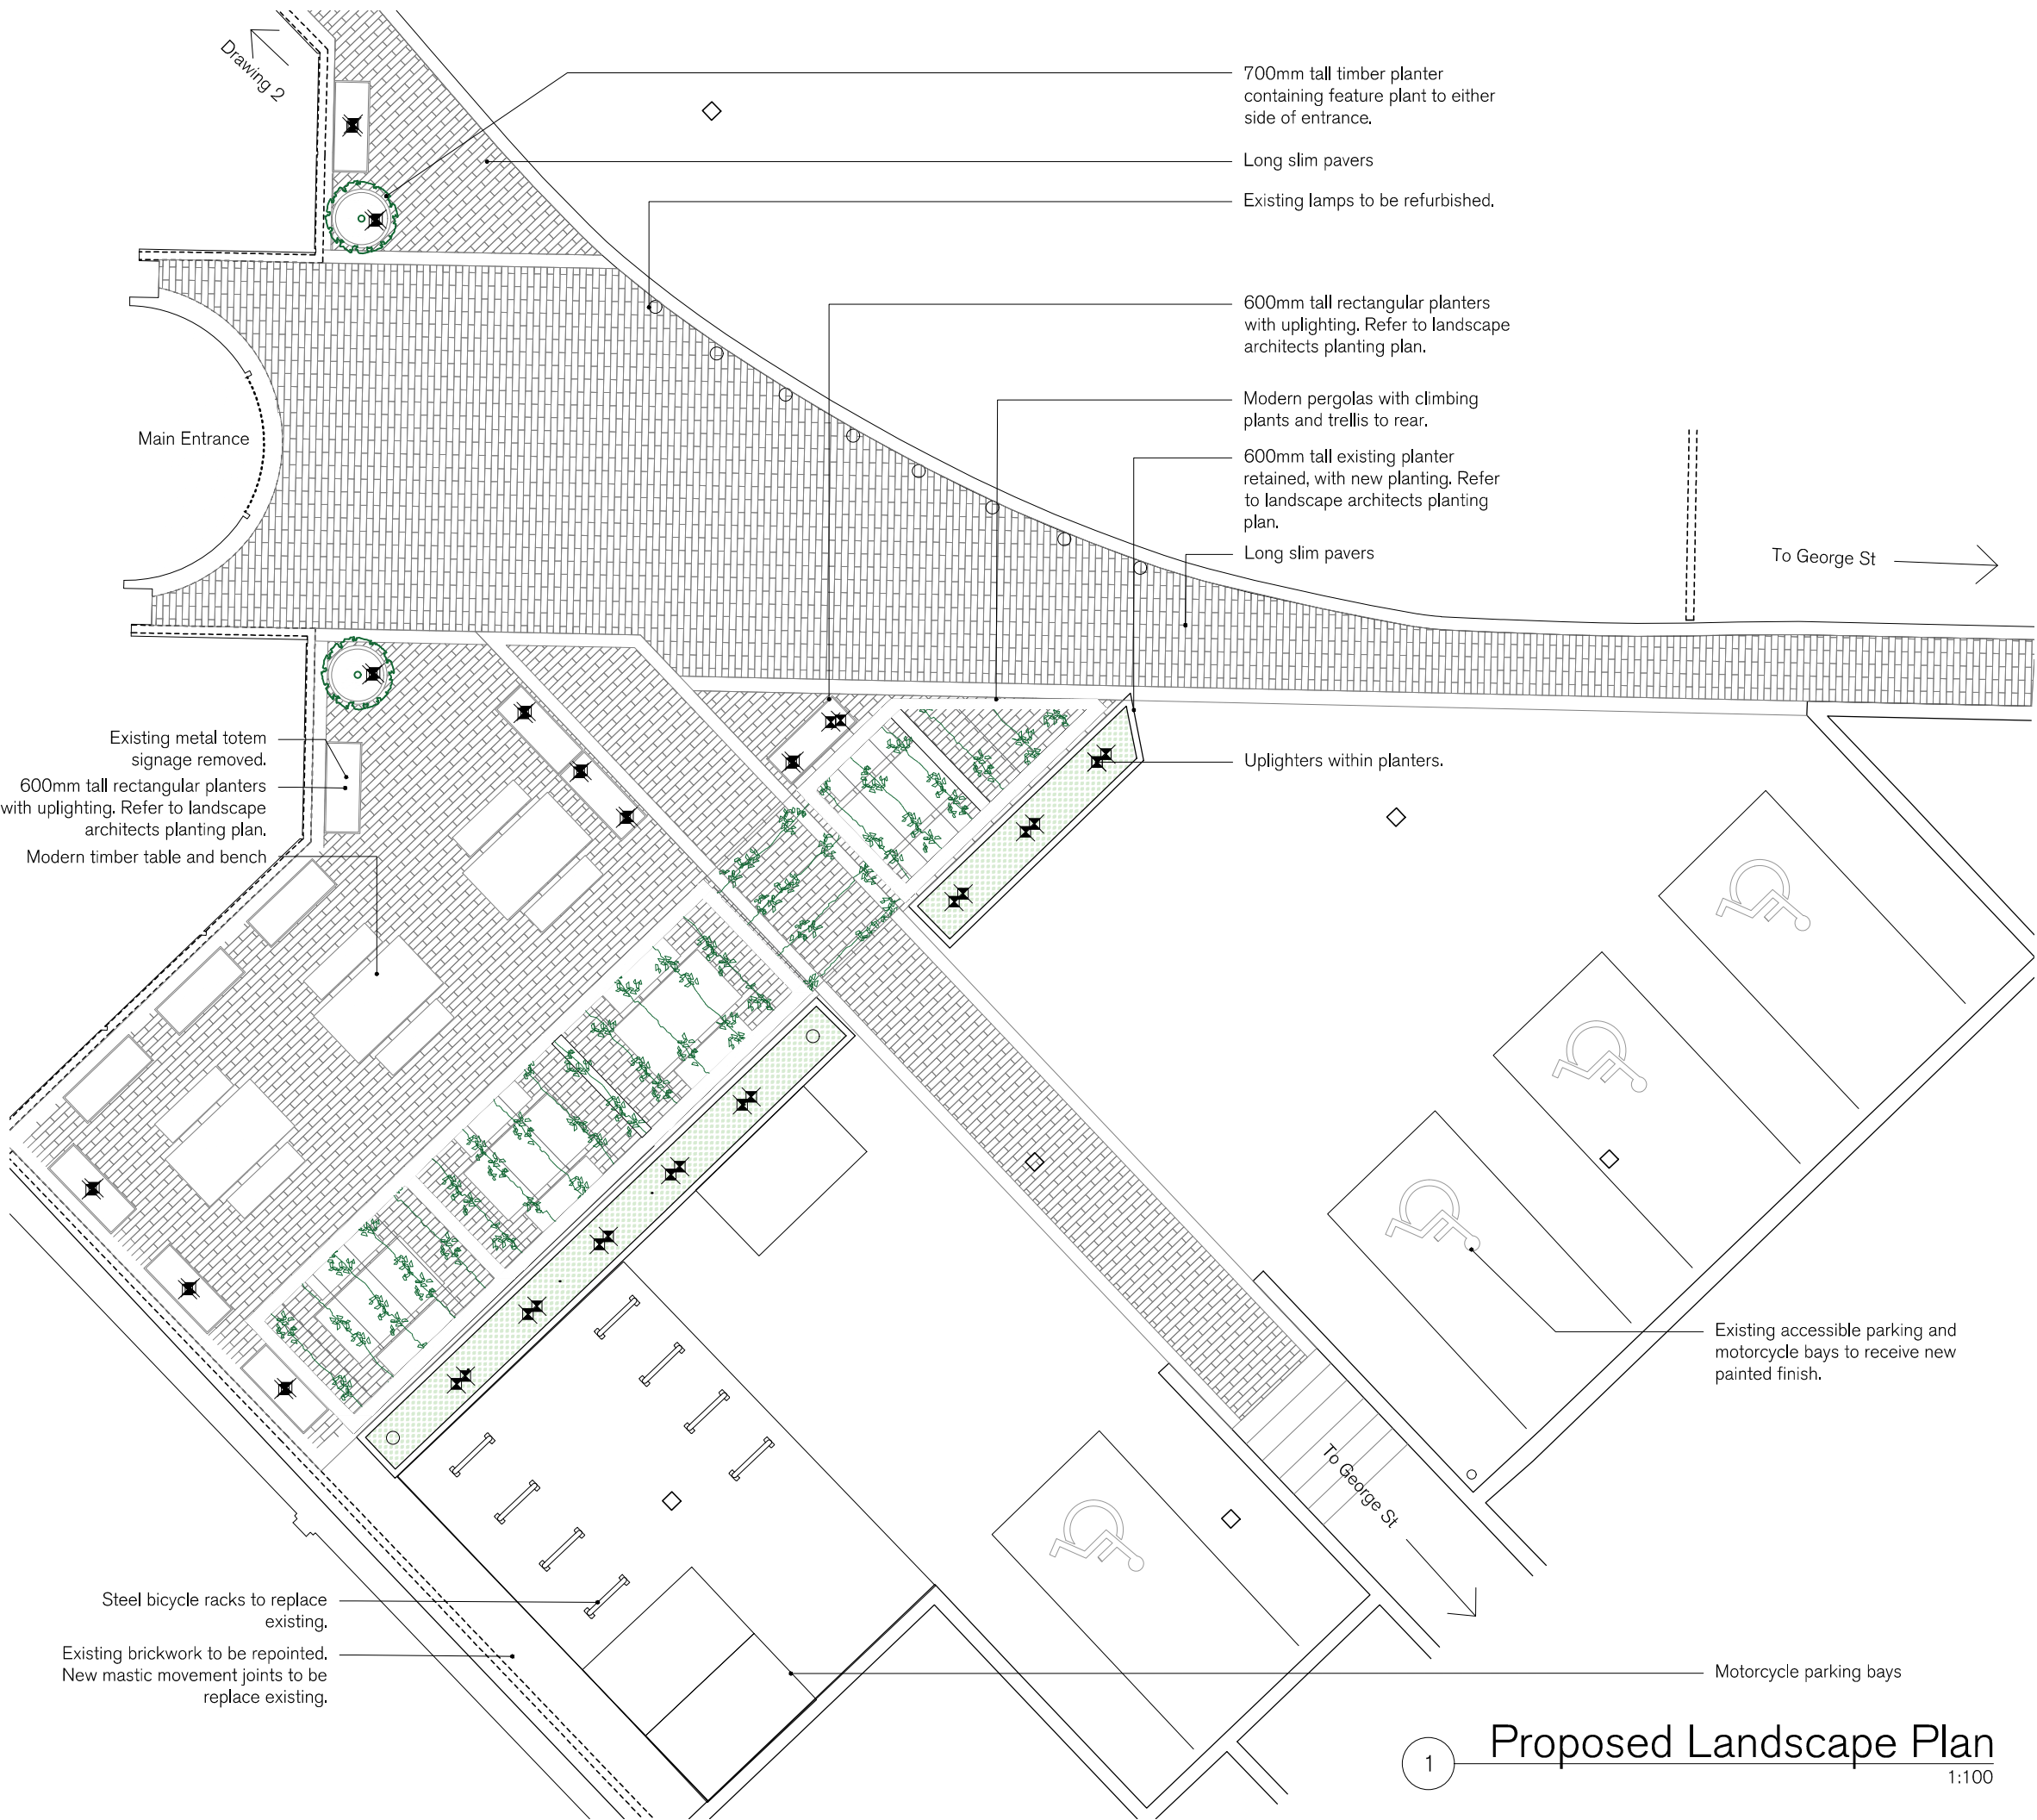 Drawing 2
700mm tall timber planter
containing feature plant to either
side of entrance.
Long slim pavers
Existing lamps to be refurbished.
600mm tall rectangular planters
with uplighting. Refer to landscape
architects planting plan.
Modern pergolas with climbing
plants and trellis to rear.
600mm tall existing planter
retained, with new planting. Refer
to landscape architects planting
plan.
Long slim pavers
To George St
Main Entrance
Uplighters within planters.
Existing metal totem
signage removed.
600mm tall rectangular planters
with uplighting. Refer to landscape
architects planting plan.
Modern timber table and bench
Existing accessible parking and
motorcycle bays to receive new
painted finish.
To George St
Steel bicycle racks to replace
existing.
Existing brickwork to be repointed.
New mastic movement joints to be
replace existing.
Motorcycle parking bays
1
Proposed Landscape Plan
1:100